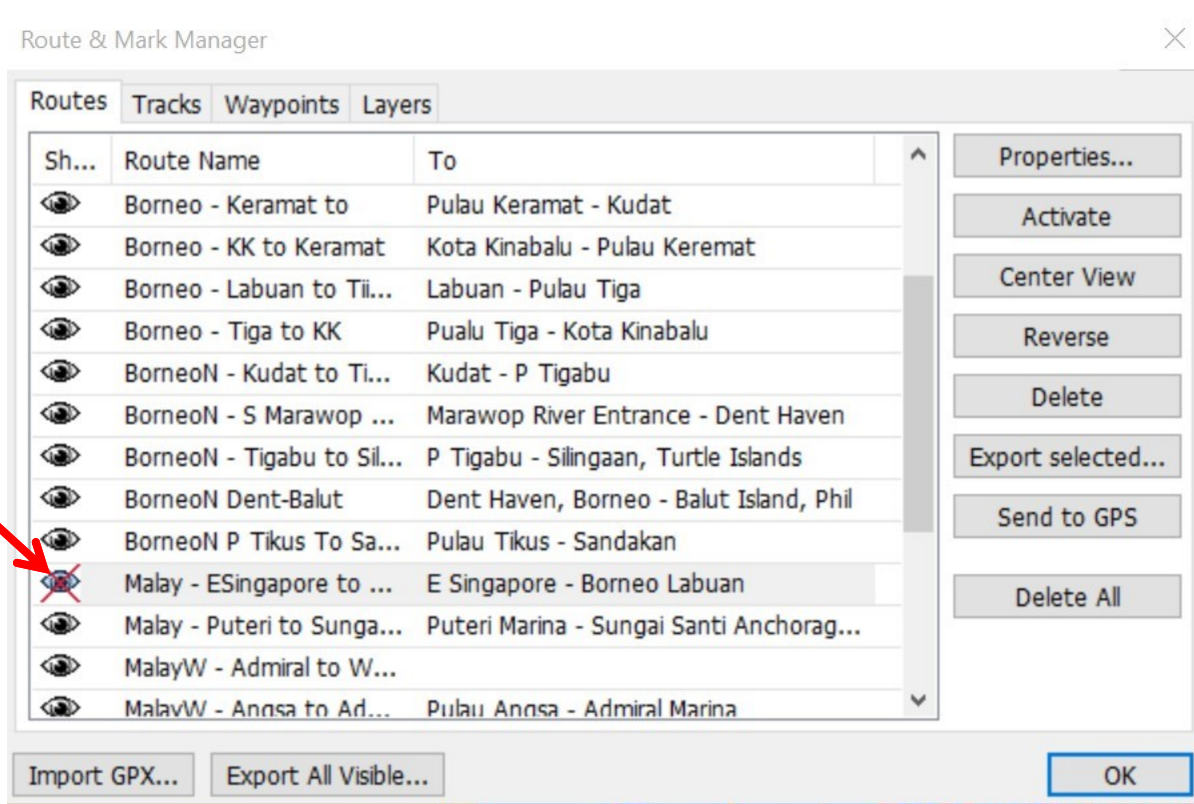 Route & Mark Manager
Routes Tracks Waypoints Layers
Sh... Route Name To
Borneo - Keramat to Pulau Keramat - Kudat
Borneo - KK to Keramat Kota Kinabalu - Pulau Keremat
Borneo - Labuan to Tii... Labuan - Pulau Tiga
Borneo - Tiga to KK Pualu Tiga - Kota Kinabalu
BorneoN - Kudat to Ti... Kudat - P Tigabu
BorneoN - S Marawop ... Marawop River Entrance - Dent Haven
BorneoN - Tigabu to Sil... P Tigabu - Silingaan, Turtle Islands
BorneoN Dent-Balut Dent Haven, Borneo - Balut Island, Phil
BorneoN P Tikus To Sa... Pulau Tikus - Sandakan
Malay - ESingapore to ... E Singapore - Borneo Labuan
Malay - Puteri to Sunga... Puteri Marina - Sungai Santi Anchorag...
MalayW - Admiral to W...
MalayW - Angsa to Ad... Pulau Angsa - Admiral Marina
Properties...
Activate
Center View
Reverse
Delete
Export selected...
Send to GPS
Delete All
Import GPX... Export All Visible... OK